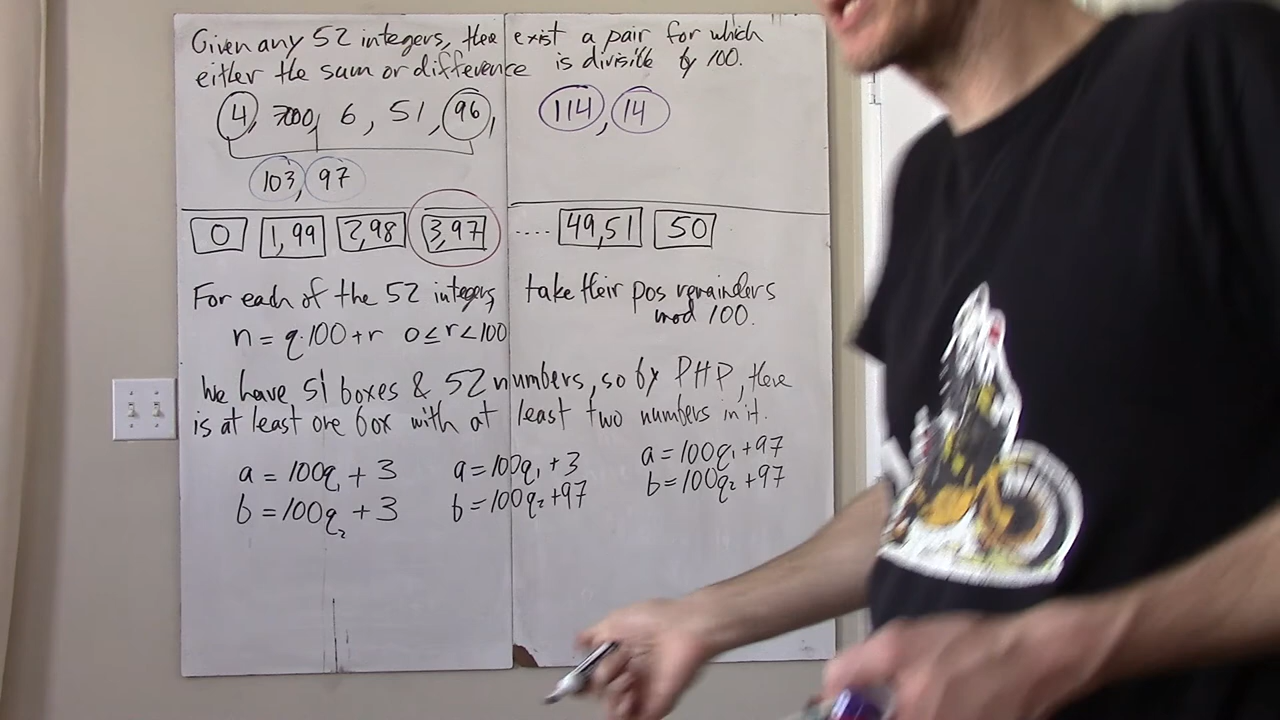 Given any 52 integers, there exist a pair for which
either the sum or difference is divisible by 100.
4, 7000, 6, 51, 96, 114, 14
103, 97
0 1,99 2,98 3,97 .... 49,51 50
For each of the 52 integers, take their pos remainders
mod 100.
n = q·100 + r 0 ≤ r < 100
We have 51 boxes & 52 numbers, so by PHP, there
is at least one box with at least two numbers in it.
a = 100q₁ + 3 a = 100q₁ + 3 a = 100q₁ + 97
b = 100q₂ + 3 b = 100q₂ + 97 b = 100q₂ + 97